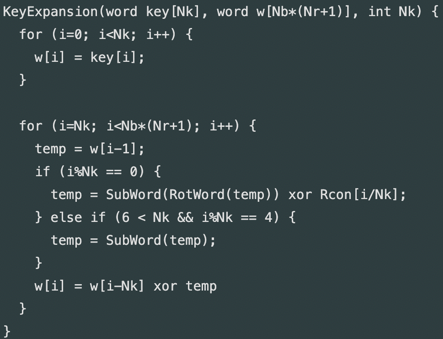 KeyExpansion(word key[Nk], word w[Nb*(Nr+1)], int Nk) {
  for (i=0; i<Nk; i++) {
    w[i] = key[i];
  }

  for (i=Nk; i<Nb*(Nr+1); i++) {
    temp = w[i-1];
    if (i%Nk == 0) {
      temp = SubWord(RotWord(temp)) xor Rcon[i/Nk];
    } else if (6 < Nk && i%Nk == 4) {
      temp = SubWord(temp);
    }
    w[i] = w[i-Nk] xor temp
  }
}